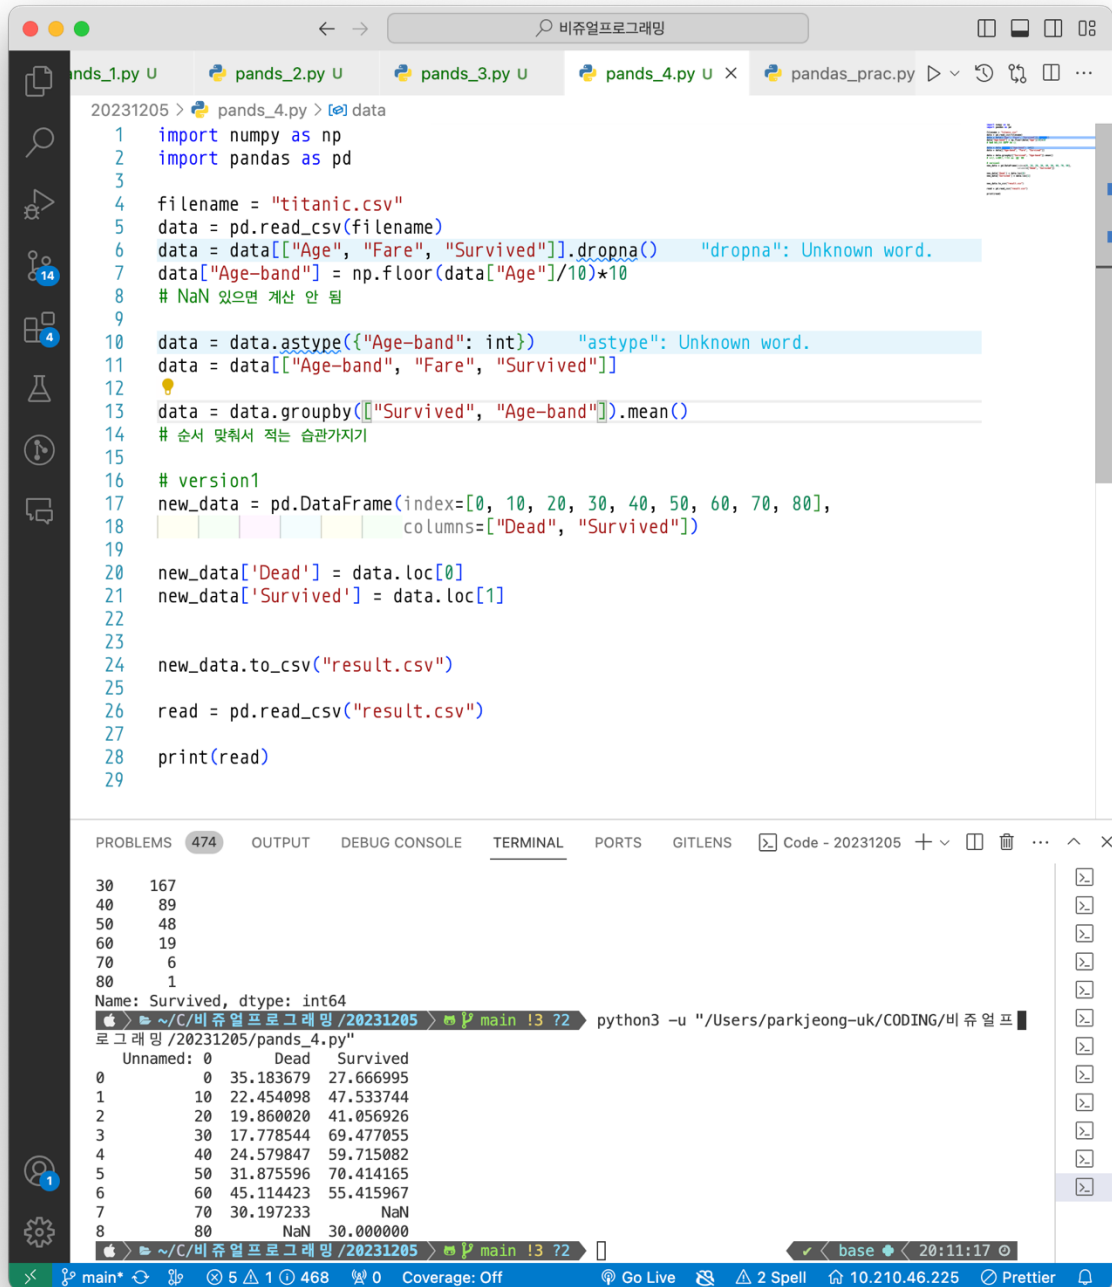 비쥬얼프로그래밍
ands_1.py U
pands_2.py U
pands_3.py U
pands_4.py U
pandas_prac.py
20231205 > pands_4.py > data
1 import numpy as np
2 import pandas as pd
3
4 filename = "titanic.csv"
5 data = pd.read_csv(filename)
6 data = data[["Age", "Fare", "Survived"]].dropna() "dropna": Unknown word.
7 data["Age-band"] = np.floor(data["Age"]/10)*10
8 # NaN 있으면 계산 안 됨
9
10 data = data.astype({"Age-band": int}) "astype": Unknown word.
11 data = data[["Age-band", "Fare", "Survived"]]
12
13 data = data.groupby(["Survived", "Age-band"]).mean()
14 # 순서 맞춰서 적는 습관가지기
15
16 # version1
17 new_data = pd.DataFrame(index=[0, 10, 20, 30, 40, 50, 60, 70, 80],
18 columns=["Dead", "Survived"])
19
20 new_data['Dead'] = data.loc[0]
21 new_data['Survived'] = data.loc[1]
22
23
24 new_data.to_csv("result.csv")
25
26 read = pd.read_csv("result.csv")
27
28 print(read)
29
14
4
1
PROBLEMS 474 OUTPUT DEBUG CONSOLE TERMINAL PORTS GITLENS Code - 20231205
30 167
40 89
50 48
60 19
70 6
80 1
Name: Survived, dtype: int64
~/C/비쥬얼프로그래밍/20231205 main !3 ?2 python3 -u "/Users/parkjeong-uk/CODING/비쥬얼프
로그래밍/20231205/pands_4.py"
Unnamed: 0 Dead Survived
0 0 35.183679 27.666995
1 10 22.454098 47.533744
2 20 19.860020 41.056926
3 30 17.778544 69.477055
4 40 24.579847 59.715082
5 50 31.875596 70.414165
6 60 45.114423 55.415967
7 70 30.197233 NaN
8 80 NaN 30.000000
~/C/비쥬얼프로그래밍/20231205 main !3 ?2 ✔ base 20:11:17
main* 5 1 468 0 Coverage: Off Go Live 2 Spell 10.210.46.225 Prettier